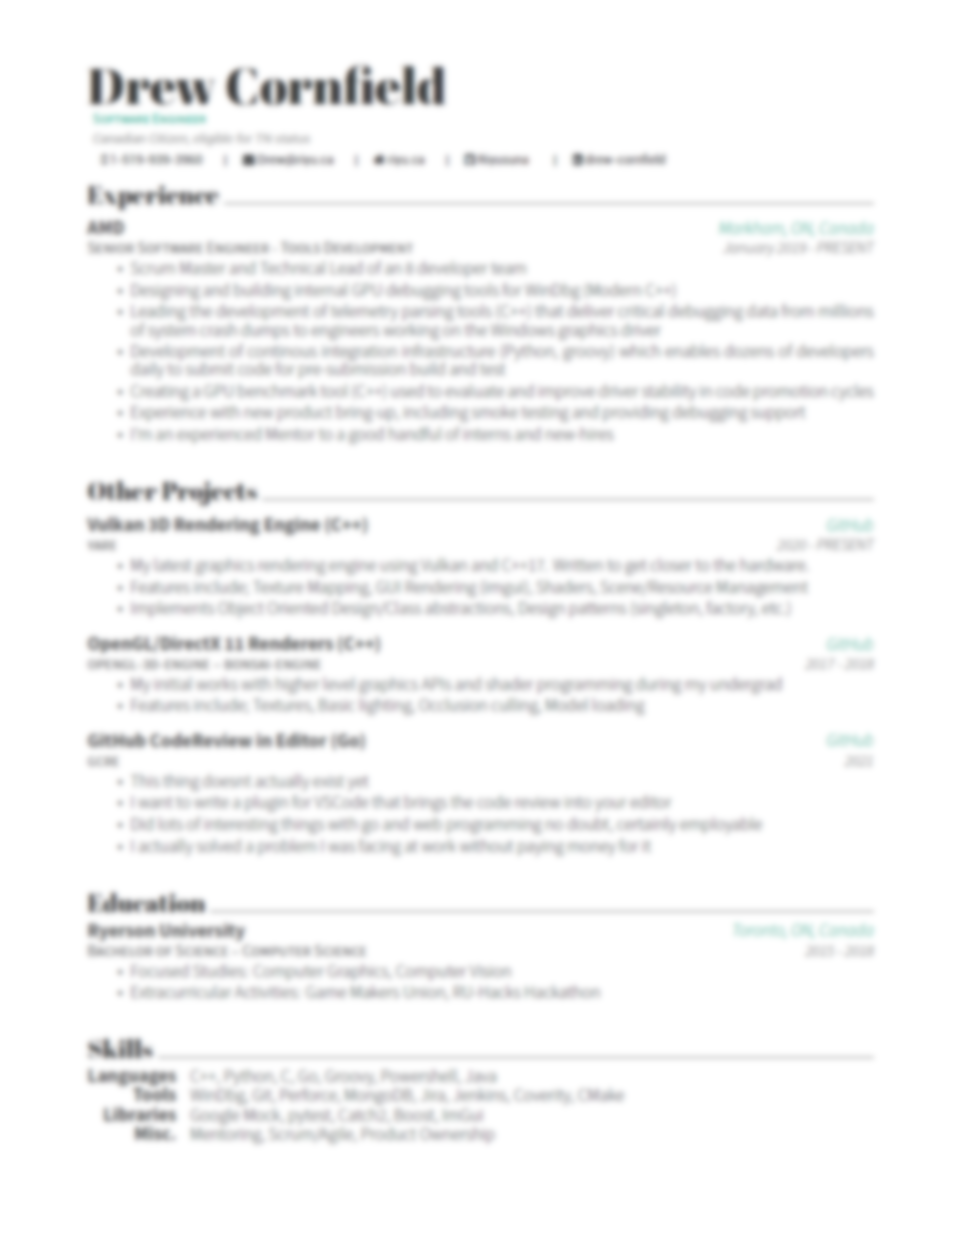 Drew Cornfield
Software Engineer
Canadian Citizen, eligible for TN status
| | | | drew-cornfield
Experience
AMD Markham, ON, Canada
Senior Software Engineer - Tools Development January 2019 - PRESENT
• Scrum Master and Technical Lead of an 6 developer team
• Designing and building internal GPU debugging tools for WinDbg (Modern C++)
• Leading the development of telemetry parsing tools (C++) that deliver critical debugging data from millions
of system crash dumps to engineers working on the Windows graphics driver
• Development of continous integration infrastructure (Python, groovy) which enables dozens of developers
daily to submit code for pre-submission build and test
• Creating a GPU benchmark tool (C++) used to evaluate and improve driver stability in code promotion cycles
• Experience with new product bring-up, including smoke testing and providing debugging support
• I'm an experienced Mentor to a good handful of interns and new-hires
Other Projects
Vulkan 3D Rendering Engine (C++) GitHub
YARE 2020 - PRESENT
• My latest graphics rendering engine using Vulkan and C++17. Written to get closer to the hardware.
• Features include; Texture Mapping, GUI Rendering (imgui), Shaders, Scene/Resource Management
• Implements Object Oriented Design/Class abstractions, Design patterns (singleton, factory, etc.)
OpenGL/DirectX 11 Renderers (C++) GitHub
OPENGL-3D-ENGINE - BONSAI-ENGINE 2017 - 2018
• My initial works with higher level graphics APIs and shader programming during my undergrad
• Features include; Textures, Basic lighting, Occlusion culling, Model loading
GitHub CodeReview in Editor (Go) GitHub
GCRE 2021
• This thing doesnt actually exist yet
• I want to write a plugin for VSCode that brings the code review into your editor
• Did lots of interesting things with go and web programming no doubt, certainly employable
• I actually solved a problem I was facing at work without paying money for it
Education
Ryerson University Toronto, ON, Canada
Bachelor of Science - Computer Science 2015 - 2018
• Focused Studies: Computer Graphics, Computer Vision
• Extracurricular Activities: Game Makers Union, RU-Hacks Hackathon
Skills
Languages C++, Python, C, Go, Groovy, Powershell, Java
Tools WinDbg, Git, Perforce, MongoDB, Jira, Jenkins, Coverity, CMake
Libraries Google Mock, pytest, Catch2, Boost, ImGui
Misc. Mentoring, Scrum/Agile, Product Ownership